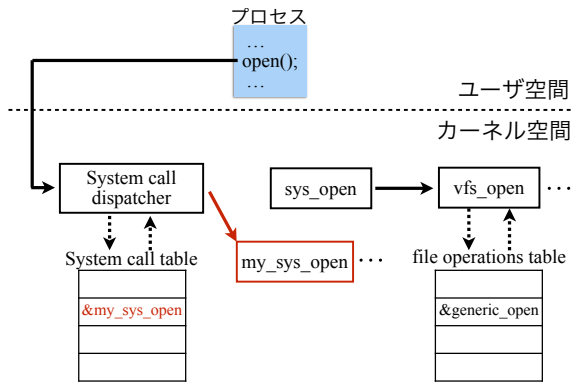 プロセス
…
open();
…
ユーザ空間
カーネル空間
System call
dispatcher
sys_open
vfs_open
…
my_sys_open
…
System call table
&my_sys_open
file operations table
&generic_open